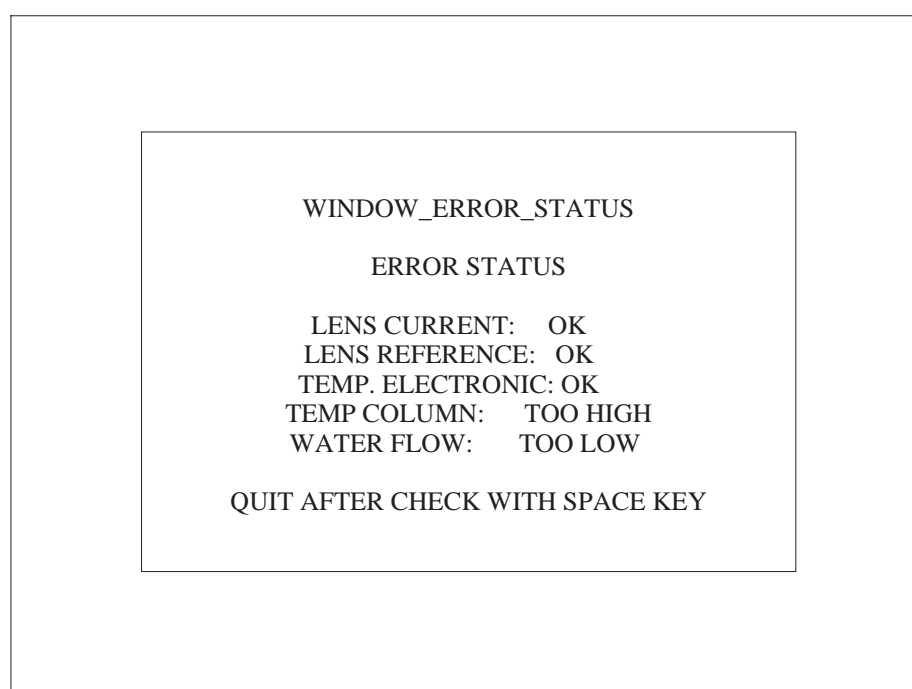 WINDOW_ERROR_STATUS
ERROR STATUS
LENS CURRENT: OK
LENS REFERENCE: OK
TEMP. ELECTRONIC: OK
TEMP COLUMN: TOO HIGH
WATER FLOW: TOO LOW
QUIT AFTER CHECK WITH SPACE KEY